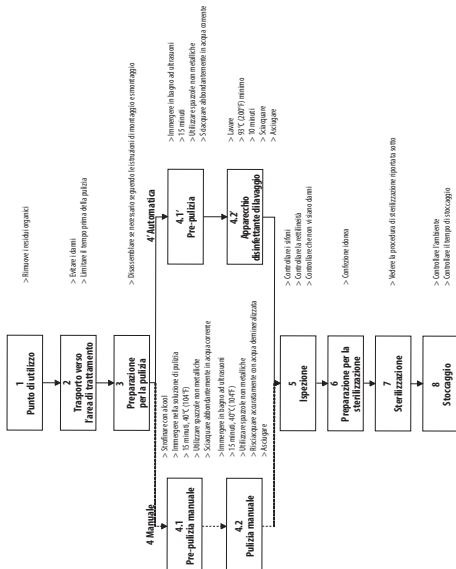 1
Punto di utilizzo
> Rimuove i residui organici
2
Trasporto verso
l'area di trattamento
> Evitare i danni
> Limitare il tempo prima della pulizia
3
Preparazione
per la pulizia
> Disassemblare se necessario seguendo le istruzioni di montaggio e smontaggio
4 Manuale
> Strofinare con alcool
> Immergere nella soluzione di pulizia
> 15 minuti, 40°C (104°F)
> Utilizzare spazzole non metalliche
> Sciacquare abbondantemente in acqua corrente
4.1
Pre-pulizia manuale
> Immergere in bagno ad ultrasuoni
> 15 minuti, 40°C (104°F)
> Utilizzare spazzole non metalliche
> Risciacquare accuratamente con acqua demineralizzata
> Asciugare
4.2
Pulizia manuale
4' Automatica
4.1'
Pre-pulizia
> Immergere in bagno ad ultrasuoni
> 15 minuti
> Utilizzare spazzole non metalliche
> Sciacquare abbondantemente in acqua corrente
4.2'
Apparecchio
disinfettante di lavaggio
> Lavare
> 93°C (200°F) minimo
> 10 minuti
> Sciacquare
> Asciugare
5
Ispezione
> Controllare i sifoni
> Controllare la rettilineità
> Controllare che non vi siano danni
6
Preparazione per la
sterilizzazione
> Confezione idonea
7
Sterilizzazione
> Vedere la procedura di sterilizzazione riportata sotto
8
Stoccaggio
> Controllare l'ambiente
> Controllare il tempo di stoccaggio